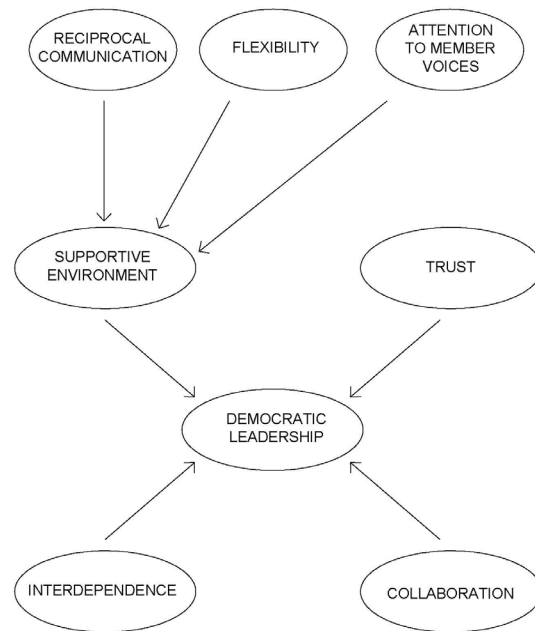 RECIPROCAL
COMMUNICATION
FLEXIBILITY
ATTENTION
TO MEMBER
VOICES
SUPPORTIVE
ENVIRONMENT
TRUST
DEMOCRATIC
LEADERSHIP
INTERDEPENDENCE
COLLABORATION